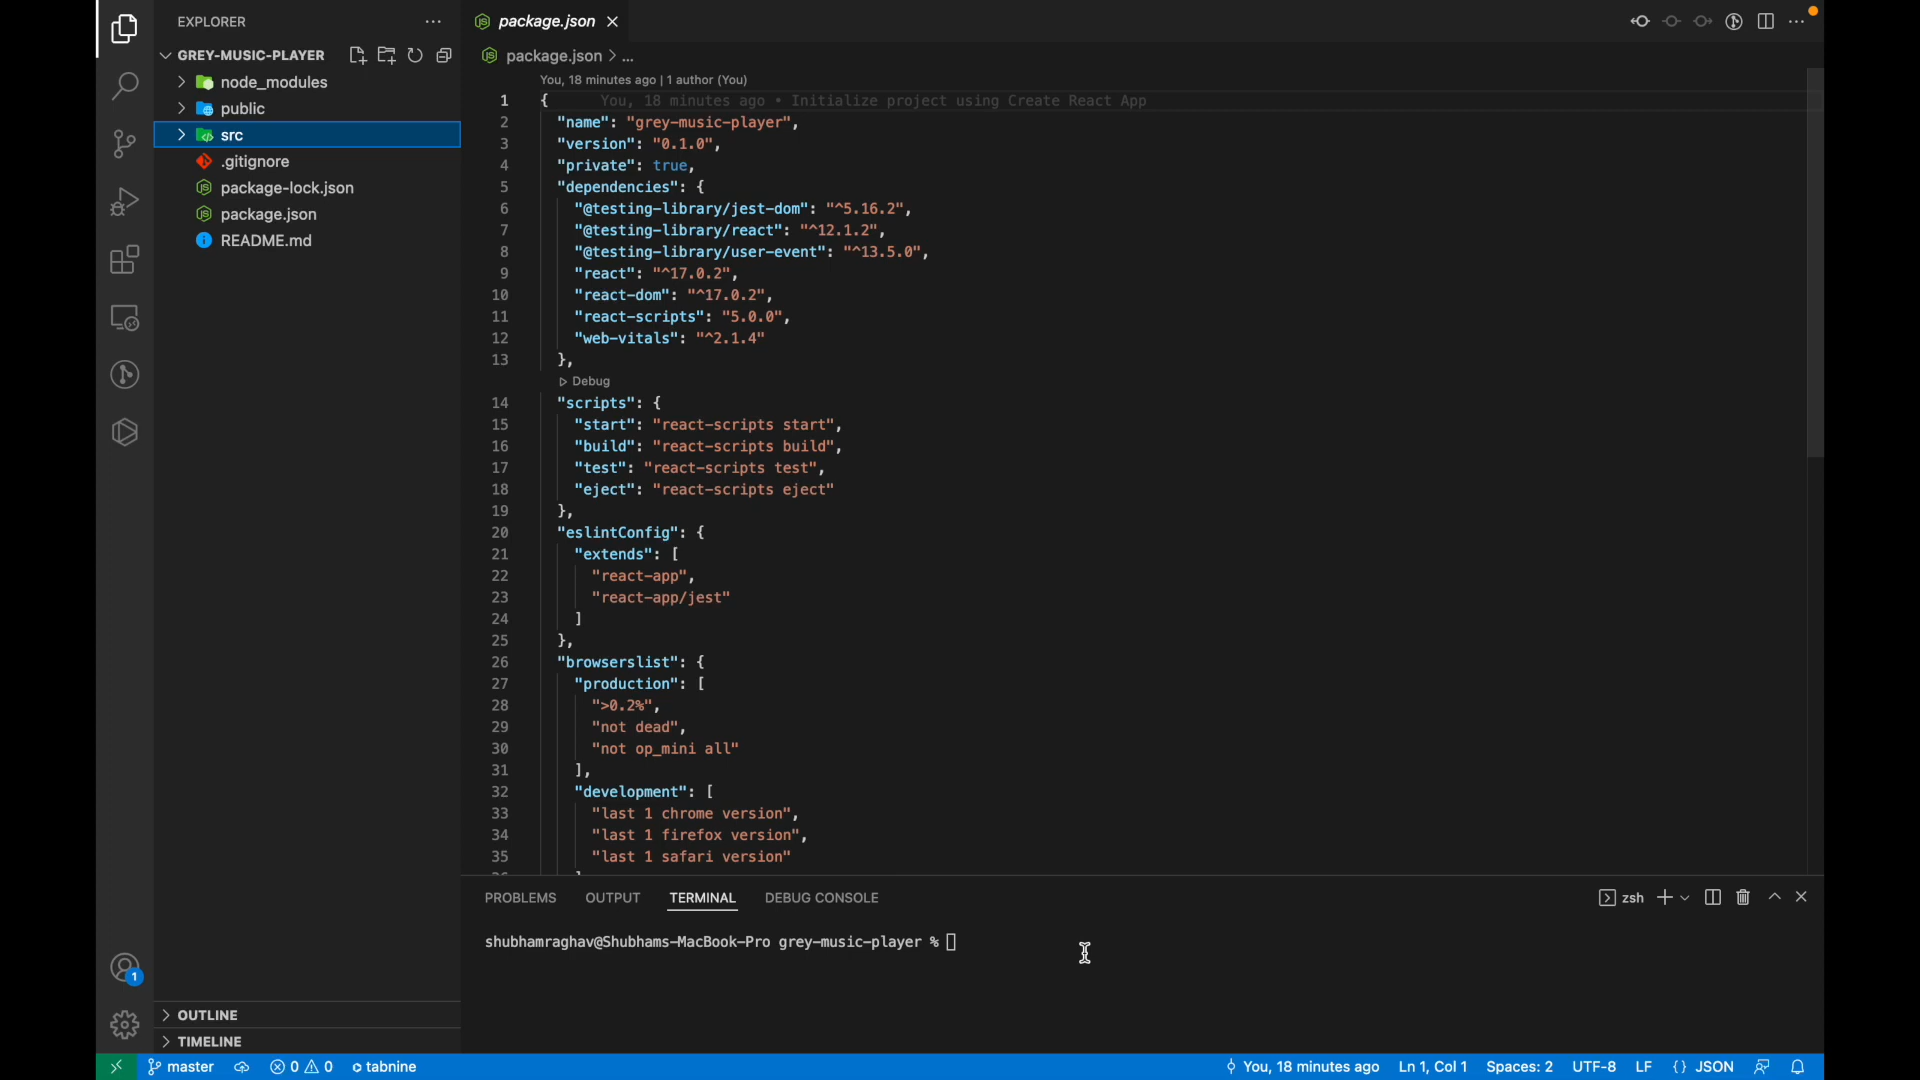 EXPLORER
GREY-MUSIC-PLAYER
node_modules
public
src
.gitignore
package-lock.json
package.json
README.md
OUTLINE
TIMELINE
1
package.json
package.json > ...
You, 18 minutes ago | 1 author (You)
1 { You, 18 minutes ago • Initialize project using Create React App
2 "name": "grey-music-player",
3 "version": "0.1.0",
4 "private": true,
5 "dependencies": {
6 "@testing-library/jest-dom": "^5.16.2",
7 "@testing-library/react": "^12.1.2",
8 "@testing-library/user-event": "^13.5.0",
9 "react": "^17.0.2",
10 "react-dom": "^17.0.2",
11 "react-scripts": "5.0.0",
12 "web-vitals": "^2.1.4"
13 },
Debug
14 "scripts": {
15 "start": "react-scripts start",
16 "build": "react-scripts build",
17 "test": "react-scripts test",
18 "eject": "react-scripts eject"
19 },
20 "eslintConfig": {
21 "extends": [
22 "react-app",
23 "react-app/jest"
24 ]
25 },
26 "browserslist": {
27 "production": [
28 ">0.2%",
29 "not dead",
30 "not op_mini all"
31 ],
32 "development": [
33 "last 1 chrome version",
34 "last 1 firefox version",
35 "last 1 safari version"
PROBLEMS OUTPUT TERMINAL DEBUG CONSOLE
zsh
shubhamraghav@Shubhams-MacBook-Pro grey-music-player %
master 0 0 tabnine You, 18 minutes ago Ln 1, Col 1 Spaces: 2 UTF-8 LF {} JSON